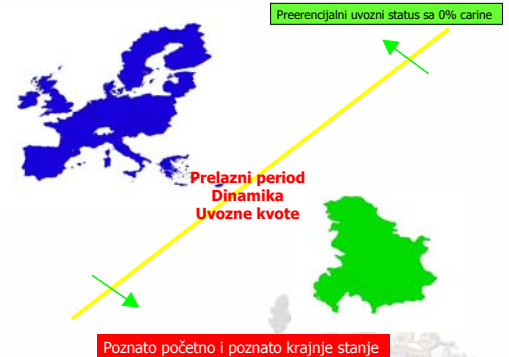 Preerencijalni uvozni status sa 0% carine
Prelazni period
Dinamika
Uvozne kvote
Poznato početno i poznato krajnje stanje